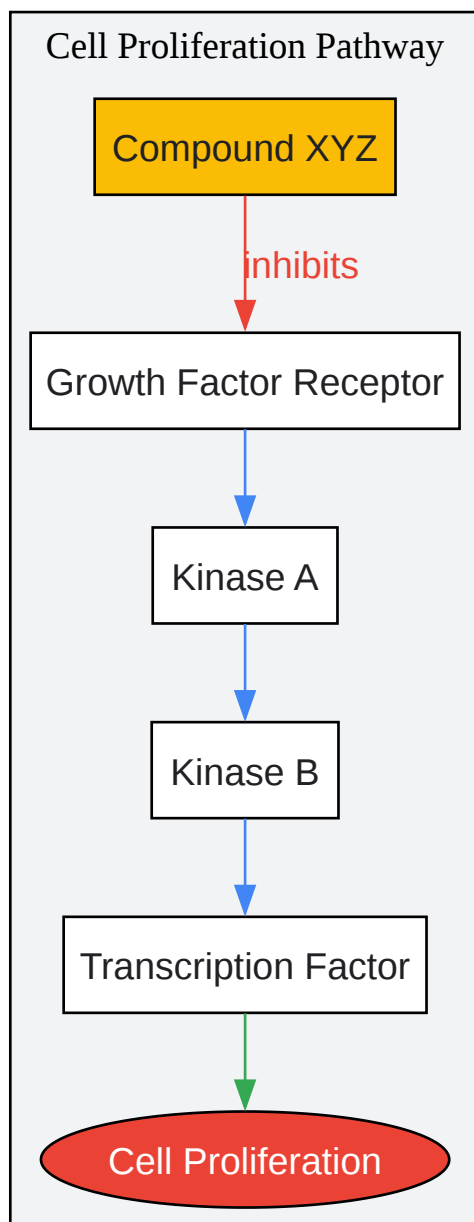 Cell Proliferation Pathway
Compound XYZ
inhibits
Growth Factor Receptor
Kinase A
Kinase B
Transcription Factor
Cell Proliferation